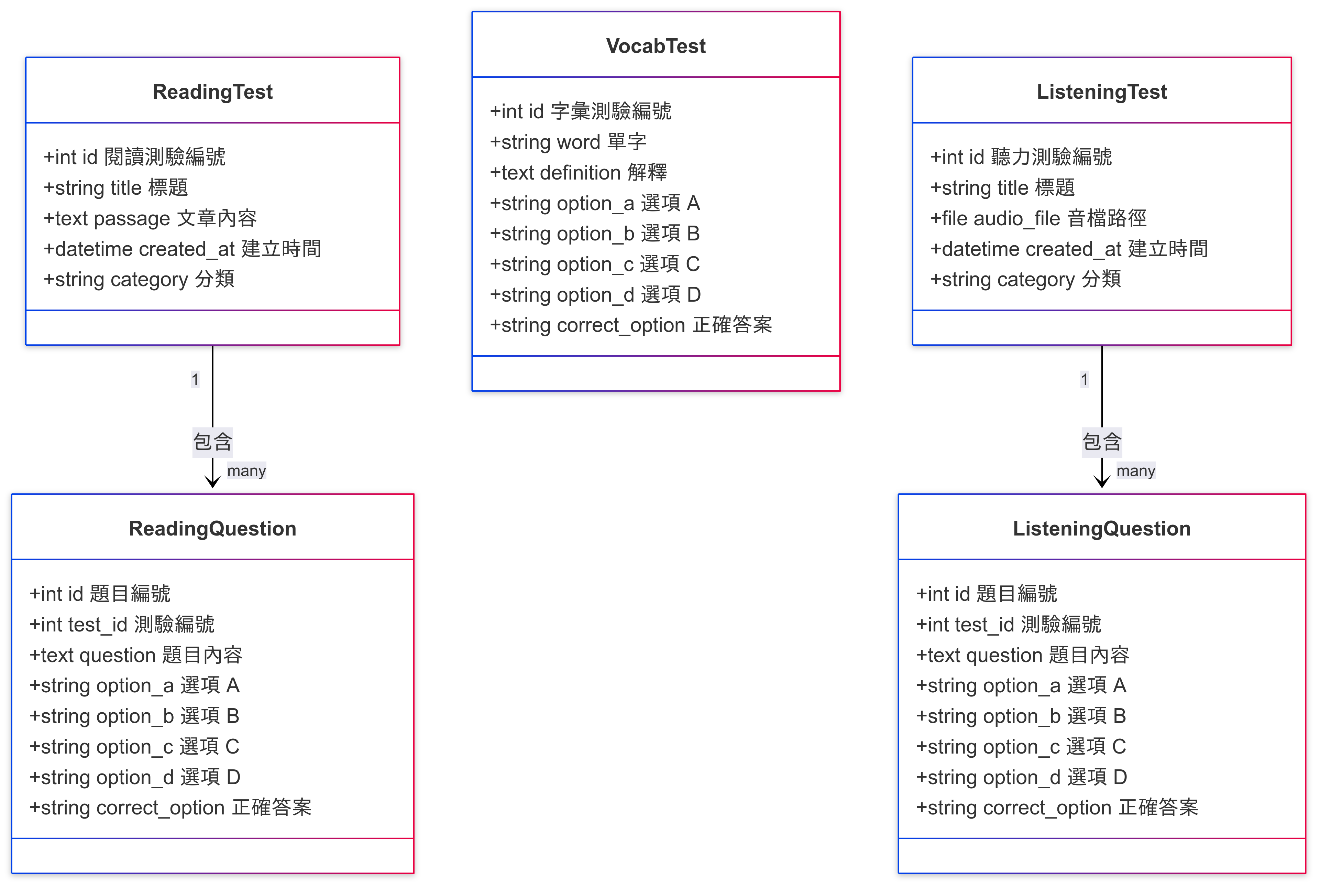 ReadingTest
+int id 閱讀測驗編號
+string title 標題
+text passage 文章內容
+datetime created_at 建立時間
+string category 分類
VocabTest
+int id 字彙測驗編號
+string word 單字
+text definition 解釋
+string option_a 選項 A
+string option_b 選項 B
+string option_c 選項 C
+string option_d 選項 D
+string correct_option 正確答案
ListeningTest
+int id 聽力測驗編號
+string title 標題
+file audio_file 音檔路徑
+datetime created_at 建立時間
+string category 分類
1
包含
many
1
包含
many
ReadingQuestion
+int id 題目編號
+int test_id 測驗編號
+text question 題目內容
+string option_a 選項 A
+string option_b 選項 B
+string option_c 選項 C
+string option_d 選項 D
+string correct_option 正確答案
ListeningQuestion
+int id 題目編號
+int test_id 測驗編號
+text question 題目內容
+string option_a 選項 A
+string option_b 選項 B
+string option_c 選項 C
+string option_d 選項 D
+string correct_option 正確答案